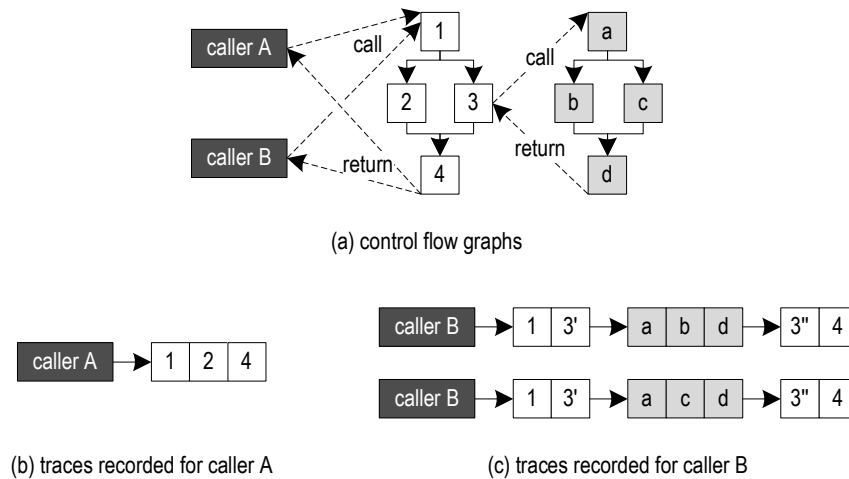 caller A
call
1
a
call
2
3
b
c
caller B
return
4
return
d
(a) control flow graphs
caller A
1 2 4
caller B
1 3' a b d 3" 4
caller B
1 3' a c d 3" 4
(b) traces recorded for caller A
(c) traces recorded for caller B